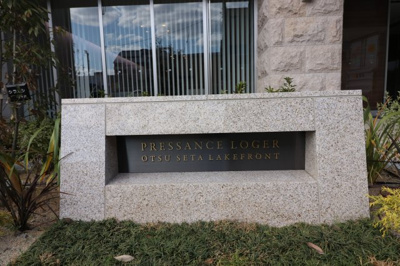 PRESSANCE LOGER
OTSU SETA LAKEFRONT